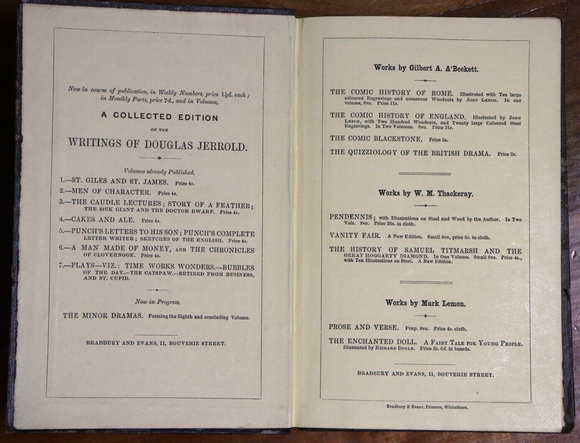 Now in course of publication, in Weekly Numbers, price 1½d. each;
in Monthly Parts, price 7d., and in Volumes,
A COLLECTED EDITION
OF THE
WRITINGS OF DOUGLAS JERROLD.
Volumes already Published.
1.—ST. GILES AND ST. JAMES. Price 4s.
2.—MEN OF CHARACTER. Price 4s.
3.—THE CAUDLE LECTURES; STORY OF A FEATHER;
THE SICK GIANT AND THE DOCTOR DWARF. Price 4s.
4.—CAKES AND ALE. Price 4s.
5.—PUNCH'S LETTERS TO HIS SON; PUNCH'S COMPLETE
LETTER WRITER; SKETCHES OF THE ENGLISH. Price 4s.
6.—A MAN MADE OF MONEY, AND THE CHRONICLES
OF CLOVERNOOK. Price 4s.
7.—PLAYS—VIZ.: TIME WORKS WONDERS.—BUBBLES
OF THE DAY.—THE CATSPAW.—RETIRED FROM BUSINESS,
AND ST. CUPID.
Now in Progress.
THE MINOR DRAMAS. Forming the Eighth and concluding Volume.
BRADBURY AND EVANS, 11, BOUVERIE STREET.
Works by Gilbert A. A'Beckett.
THE COMIC HISTORY OF ROME. Illustrated with Ten large
coloured Engravings and numerous Woodcuts by JOHN LEECH. In one
volume, 8vo. Price 11s.
THE COMIC HISTORY OF ENGLAND. Illustrated by JOHN
LEECH, with Two Hundred Woodcuts, and Twenty large Coloured Steel
Engravings. In Two Volumes. 8vo. Price 21s.
THE COMIC BLACKSTONE. Price 5s.
THE QUIZZIOLOGY OF THE BRITISH DRAMA. Price 2s.
Works by W. M. Thackeray.
PENDENNIS; with Illustrations on Steel and Wood by the Author. In Two
Vols. 8vo. Price 26s. in cloth.
VANITY FAIR. A New Edition. Small 8vo, price 6s. in cloth.
THE HISTORY OF SAMUEL TITMARSH AND THE
GREAT HOGGARTY DIAMOND. In One Volume. Small 8vo. Price 4s.,
with Ten Illustrations on Steel. A New Edition.
Works by Mark Lemon.
PROSE AND VERSE. Fcap. 8vo. Price 4s. cloth.
THE ENCHANTED DOLL. A FAIRY TALE FOR YOUNG PEOPLE.
Illustrated by RICHARD DOYLE. Price 3s. 6d. in boards.
BRADBURY AND EVANS, 11, BOUVERIE STREET.
Bradbury & Evans, Printers, Whitefriars.